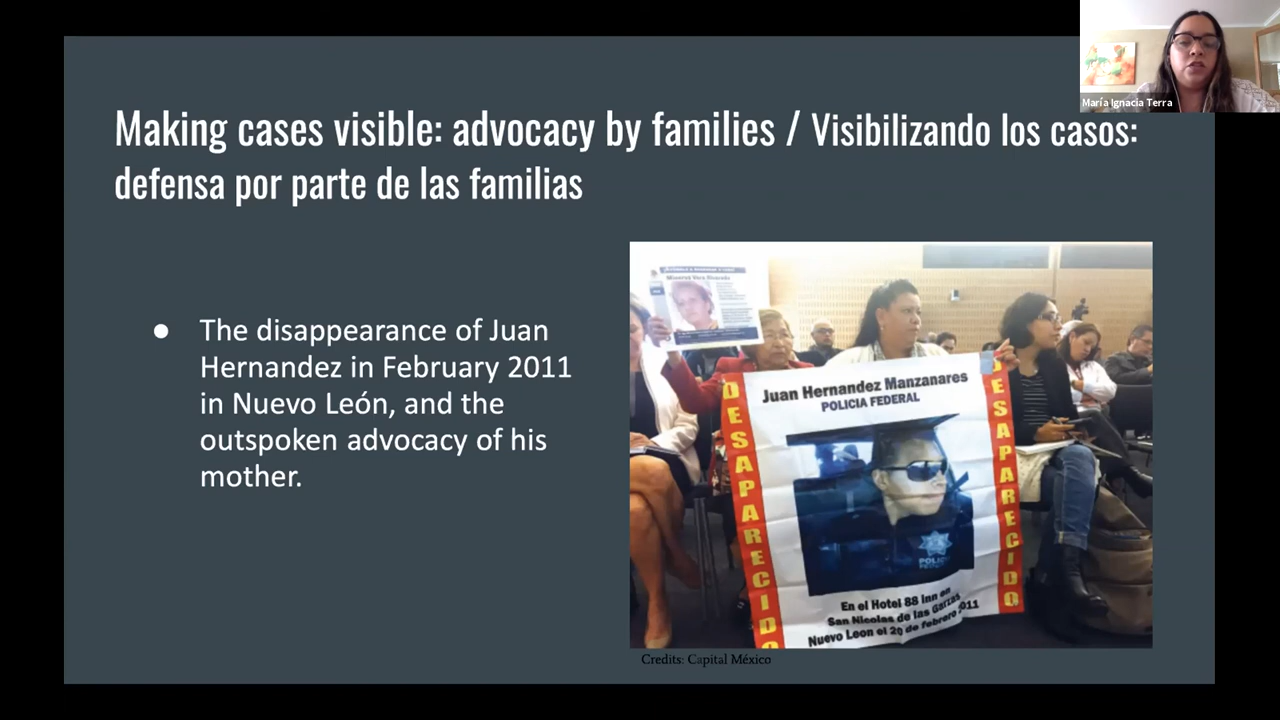 María Ignacia Terra
Making cases visible: advocacy by families / Visibilizando los casos:
defensa por parte de las familias
● The disappearance of Juan
Hernandez in February 2011
in Nuevo León, and the
outspoken advocacy of his
mother.
Juan Hernandez Manzanares
POLICIA FEDERAL
DESAPARECIDO
DESAPARECIDO
En el Hotel 88 Inn en
San Nicolas de las Garzas
Nuevo Leon el 20 de febrero 2011
Credits: Capital México